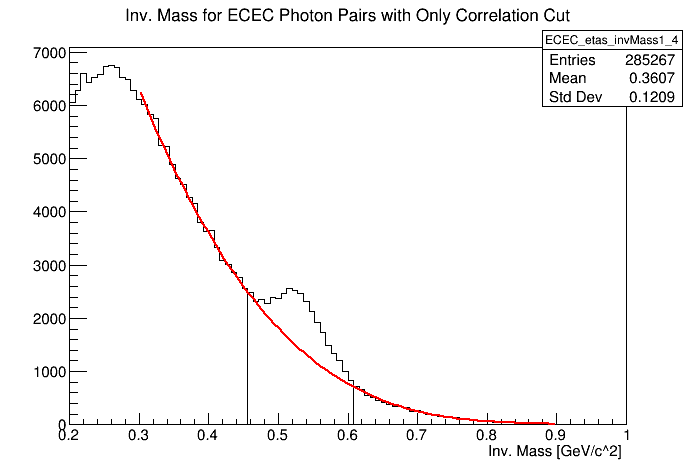 Inv. Mass for ECEC Photon Pairs with Only Correlation Cut
ECEC_etas_invMass1_4
Entries 285267
Mean 0.3607
Std Dev 0.1209
7000
6000
5000
4000
3000
2000
1000
0
0.2 0.3 0.4 0.5 0.6 0.7 0.8 0.9 1
Inv. Mass [GeV/c^2]